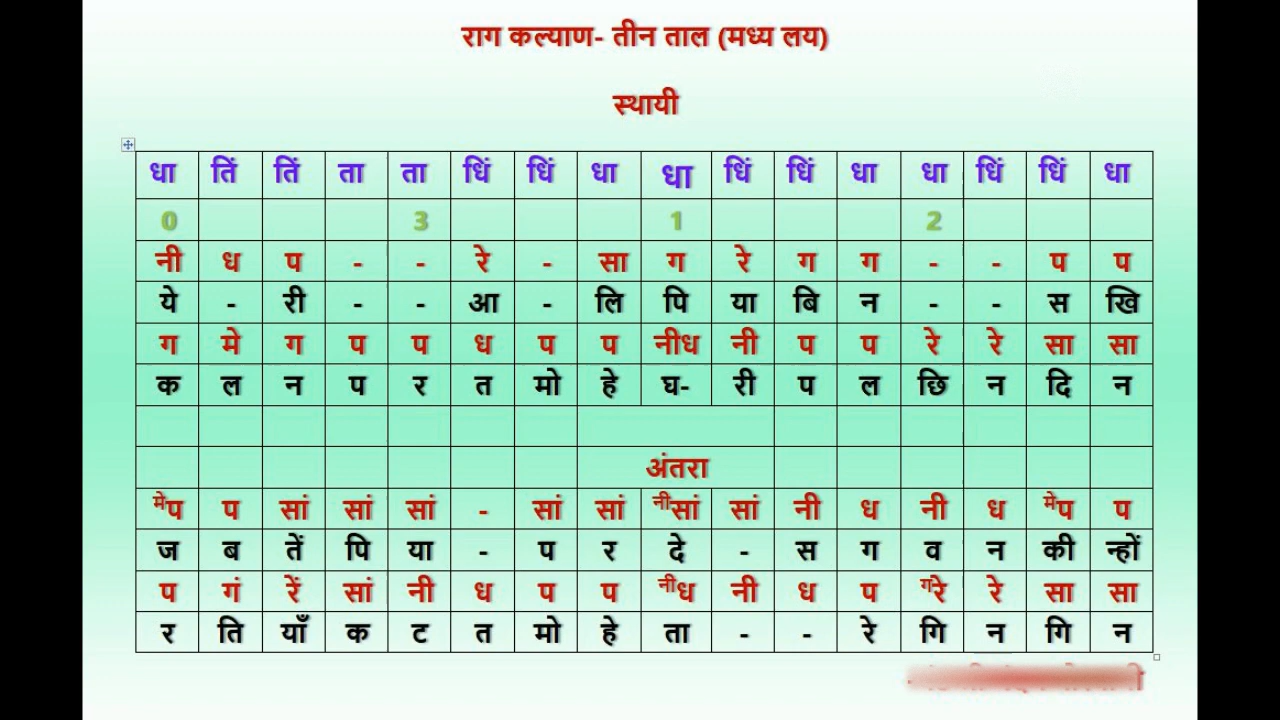 राग कल्याण- तीन ताल (मध्य लय)
स्थायी
धा तिं तिं ता ता धिं धिं धा धा धिं धिं धा धा धिं धिं धा
0 3 1 2
नी ध प - - रे - सा ग रे ग ग - - प प
ये - री - - आ - लि पि या बि न - - स खि
ग मे ग प प ध प प नीध नी प प रे रे सा सा
क ल न प र त मो हे घ- री प ल छि न दि न
अंतरा
मेप प सां सां सां - सां सां नीसां सां नी ध नी ध मेप प
ज ब तें पि या - प र दे - स ग व न की न्हों
प गं रें सां नी ध प प नीध नी ध प गरे रे सा सा
र ति याँ क ट त मो हे ता - - रे गि न गि न